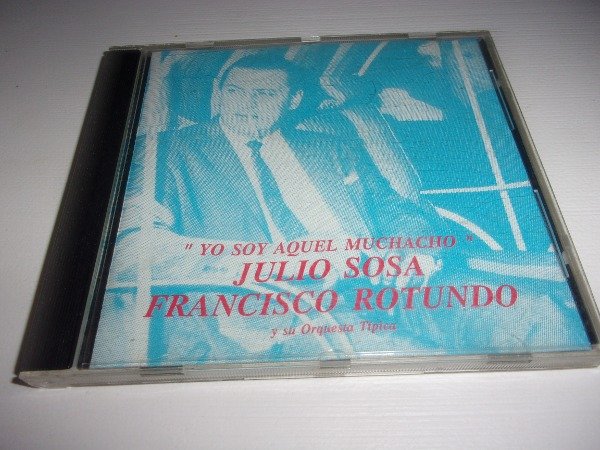 " YO SOY AQUEL MUCHACHO "
JULIO SOSA
FRANCISCO ROTUNDO
y su Orquesta Típica